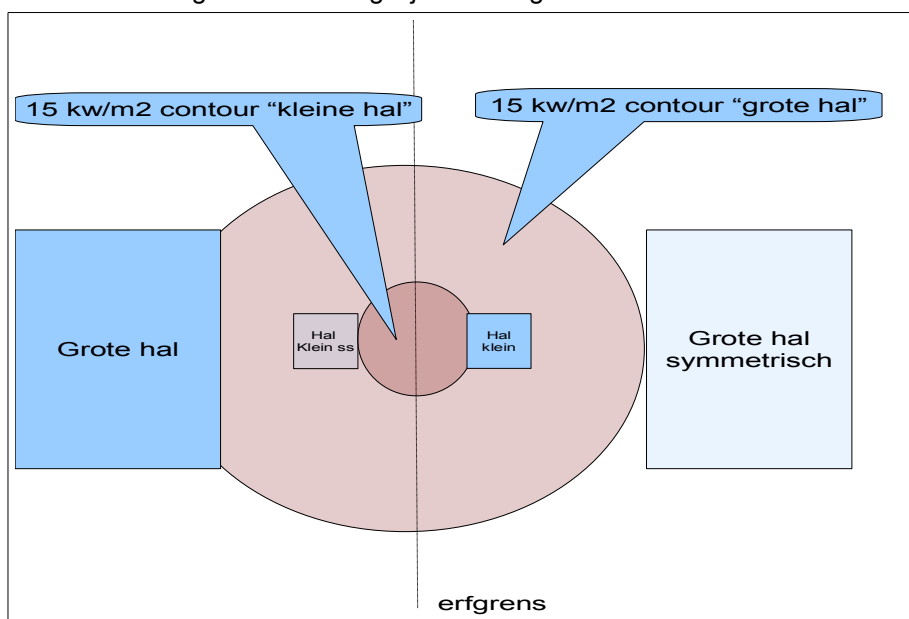 15 kw/m2 contour “kleine hal”
15 kw/m2 contour “grote hal”
Grote hal
Hal
Klein ss
Hal
klein
Grote hal
symmetrisch
erfgrens